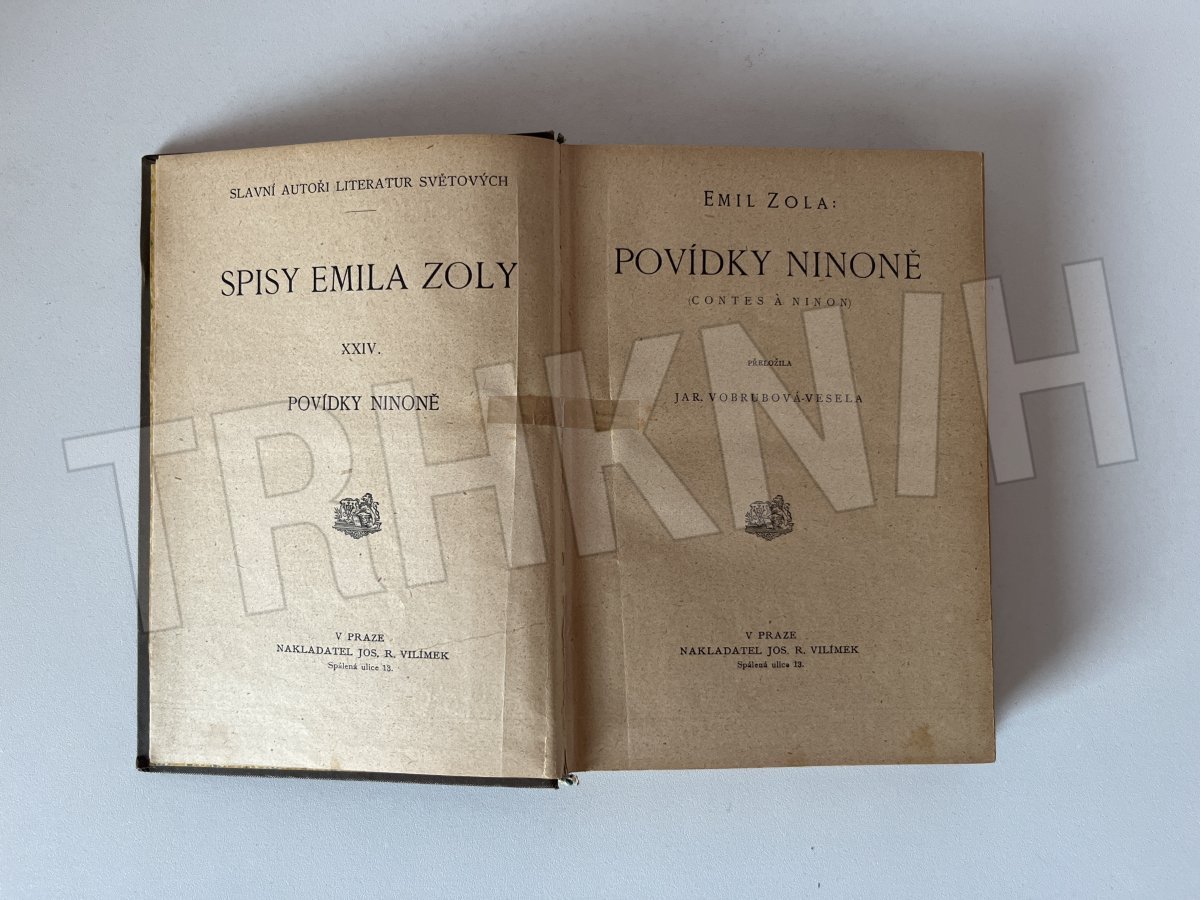 SLAVNÍ AUTOŘI LITERATUR SVĚTOVÝCH
SPISY EMILA ZOLY
XXIV.
POVÍDKY NINONĚ
V PRAZE
NAKLADATEL JOS. R. VILÍMEK
Spálená ulice 13.
EMIL ZOLA:
POVÍDKY NINONĚ
(CONTES À NINON)
PŘELOŽILA
JAR. VOBRUBOVÁ-VESELA
V PRAZE
NAKLADATEL JOS. R. VILÍMEK
Spálená ulice 13.
TRHKNIH